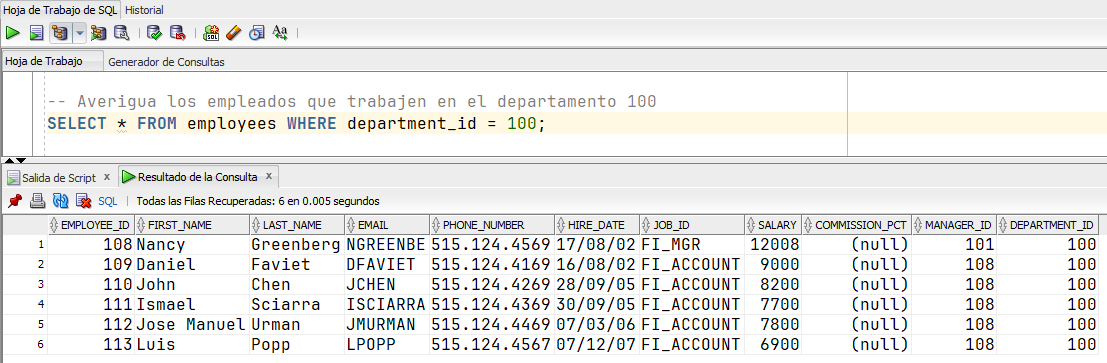 Hoja de Trabajo de SQL Historial
SQL Aa
Hoja de Trabajo Generador de Consultas
-- Averigua los empleados que trabajen en el departamento 100
SELECT * FROM employees WHERE department_id = 100;
Salida de Script x Resultado de la Consulta x
SQL | Todas las Filas Recuperadas: 6 en 0.005 segundos
EMPLOYEE_ID FIRST_NAME LAST_NAME EMAIL PHONE_NUMBER HIRE_DATE JOB_ID SALARY COMMISSION_PCT MANAGER_ID DEPARTMENT_ID
1 108 Nancy Greenberg NGREENBE 515.124.4569 17/08/02 FI_MGR 12008 (null) 101 100
2 109 Daniel Faviet DFAVIET 515.124.4169 16/08/02 FI_ACCOUNT 9000 (null) 108 100
3 110 John Chen JCHEN 515.124.4269 28/09/05 FI_ACCOUNT 8200 (null) 108 100
4 111 Ismael Sciarra ISCIARRA 515.124.4369 30/09/05 FI_ACCOUNT 7700 (null) 108 100
5 112 Jose Manuel Urman JMURMAN 515.124.4469 07/03/06 FI_ACCOUNT 7800 (null) 108 100
6 113 Luis Popp LPOPP 515.124.4567 07/12/07 FI_ACCOUNT 6900 (null) 108 100